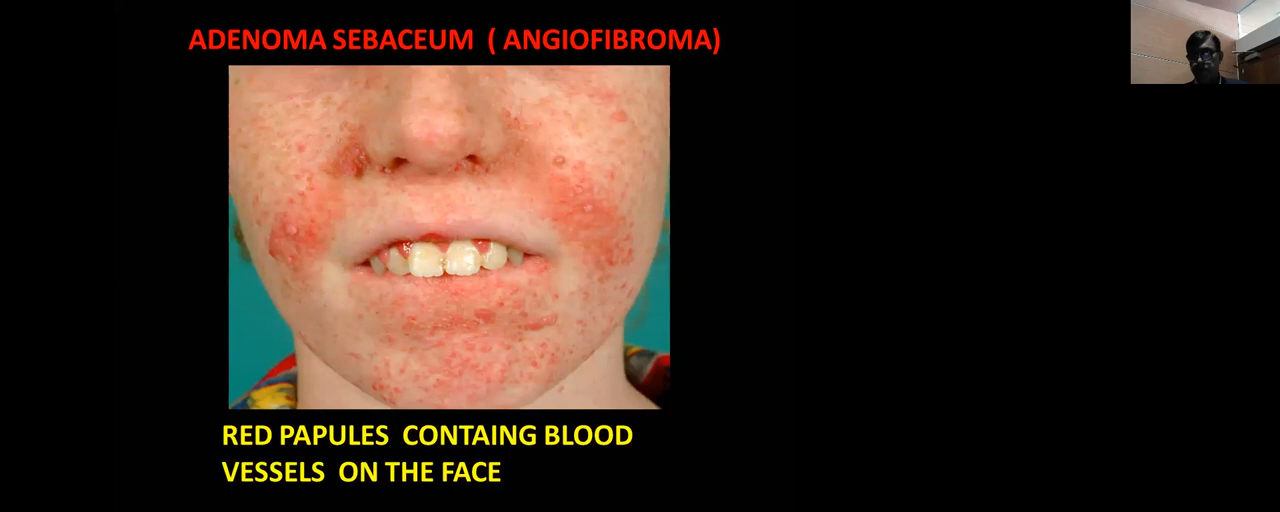 ADENOMA SEBACEUM ( ANGIOFIBROMA)
RED PAPULES CONTAING BLOOD
VESSELS ON THE FACE